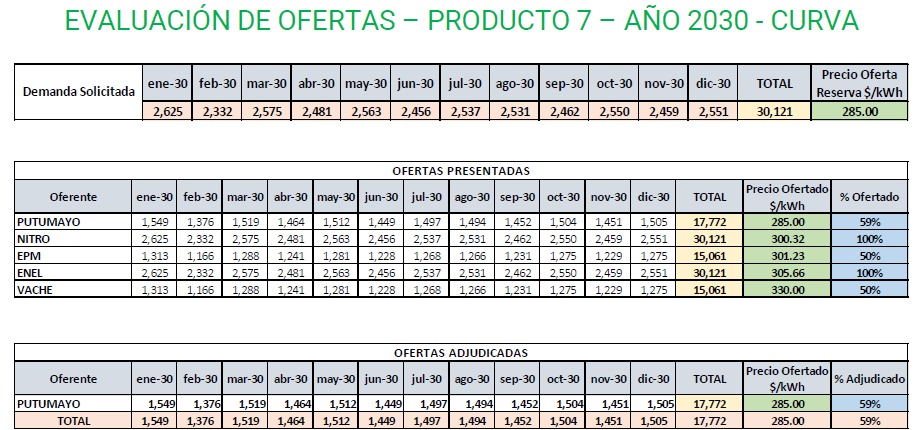 EVALUACIÓN DE OFERTAS – PRODUCTO 7 – AÑO 2030 - CURVA
Demanda Solicitada ene-30 feb-30 mar-30 abr-30 may-30 jun-30 jul-30 ago-30 sep-30 oct-30 nov-30 dic-30 TOTAL Precio Oferta Reserva $/kWh
2,625 2,332 2,575 2,481 2,563 2,456 2,537 2,531 2,462 2,550 2,459 2,551 30,121 285.00
OFERTAS PRESENTADAS
Oferente ene-30 feb-30 mar-30 abr-30 may-30 jun-30 jul-30 ago-30 sep-30 oct-30 nov-30 dic-30 TOTAL Precio Ofertado $/kWh % Ofertado
PUTUMAYO 1,549 1,376 1,519 1,464 1,512 1,449 1,497 1,494 1,452 1,504 1,451 1,505 17,772 285.00 59%
NITRO 2,625 2,332 2,575 2,481 2,563 2,456 2,537 2,531 2,462 2,550 2,459 2,551 30,121 300.32 100%
EPM 1,313 1,166 1,288 1,241 1,281 1,228 1,268 1,266 1,231 1,275 1,229 1,275 15,061 301.23 50%
ENEL 2,625 2,332 2,575 2,481 2,563 2,456 2,537 2,531 2,462 2,550 2,459 2,551 30,121 305.66 100%
VACHE 1,313 1,166 1,288 1,241 1,281 1,228 1,268 1,266 1,231 1,275 1,229 1,275 15,061 330.00 50%
OFERTAS ADJUDICADAS
Oferente ene-30 feb-30 mar-30 abr-30 may-30 jun-30 jul-30 ago-30 sep-30 oct-30 nov-30 dic-30 TOTAL Precio Ofertado $/kWh % Adjudicado
PUTUMAYO 1,549 1,376 1,519 1,464 1,512 1,449 1,497 1,494 1,452 1,504 1,451 1,505 17,772 285.00 59%
TOTAL 1,549 1,376 1,519 1,464 1,512 1,449 1,497 1,494 1,452 1,504 1,451 1,505 17,772 285.00 59%